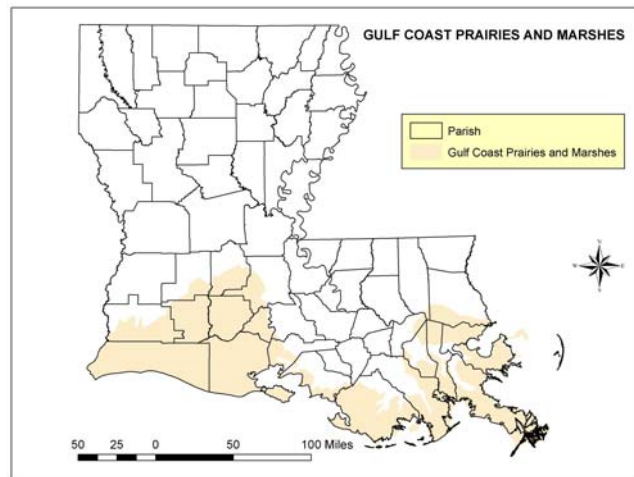 GULF COAST PRAIRIES AND MARSHES
Parish
Gulf Coast Prairies and Marshes
N
W E
S
50 25 0 50 100 Miles